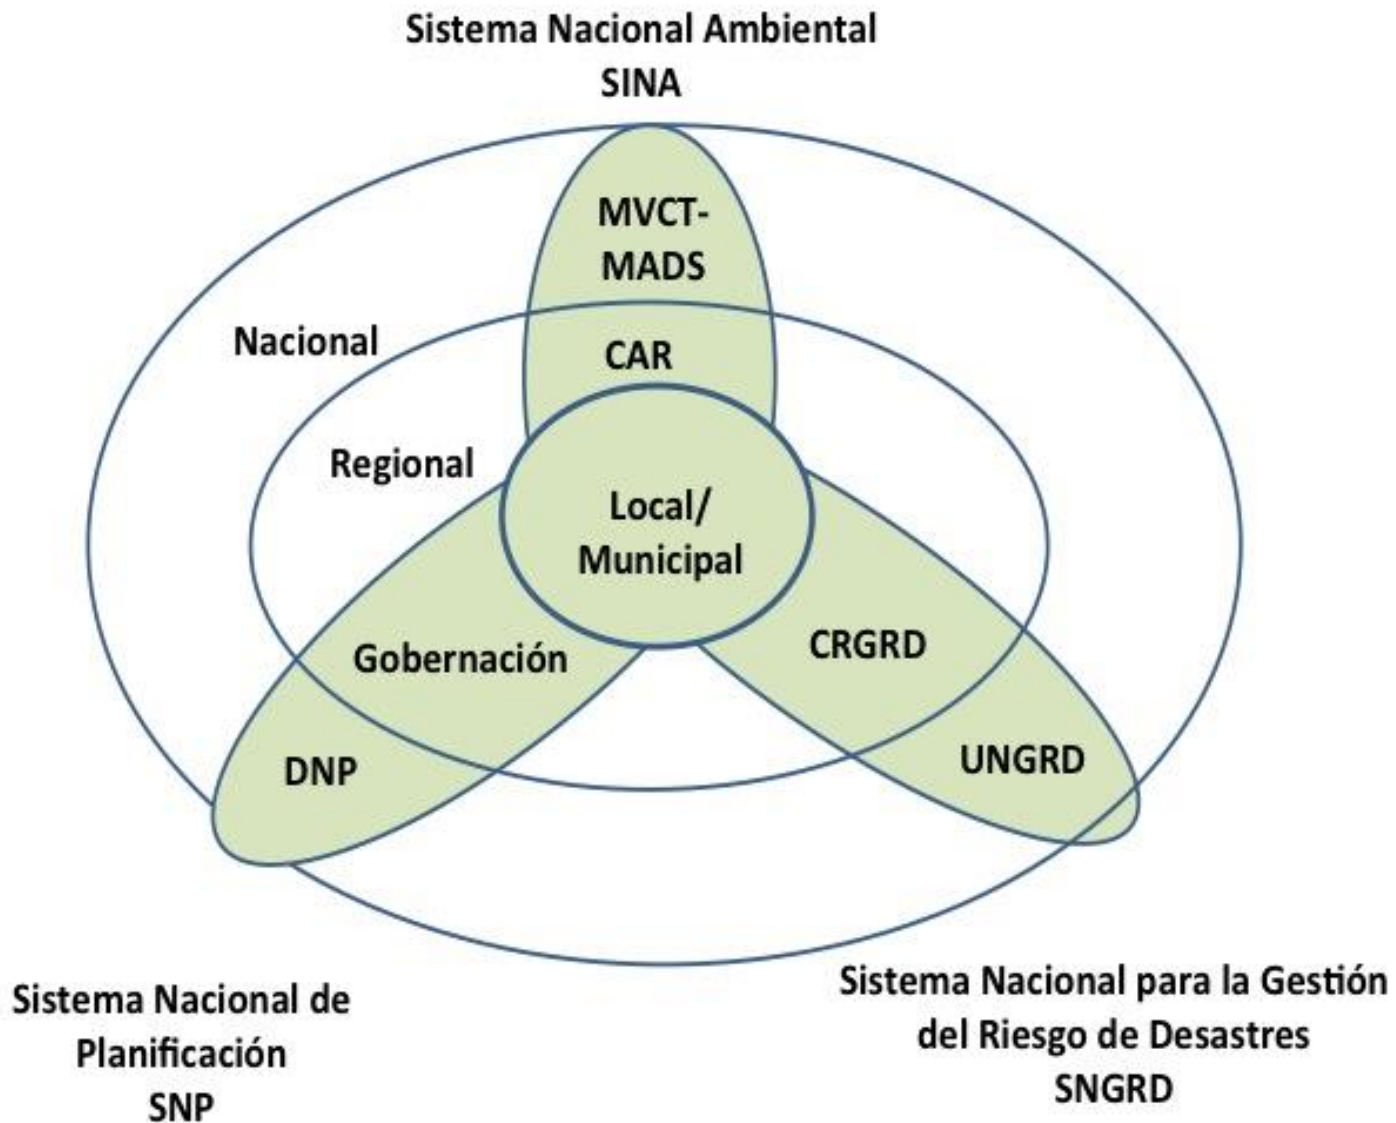 Sistema Nacional Ambiental
SINA
MVCT-
MADS
Nacional
CAR
Regional
Local/
Municipal
Gobernación
CRGRD
DNP
UNGRD
Sistema Nacional de
Planificación
SNP
Sistema Nacional para la Gestión
del Riesgo de Desastres
SNGRD